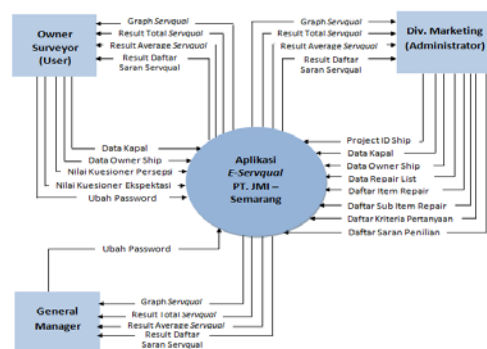 Owner
Surveyor
(User)
Graph Servqual
Result Total Servqual
Result Average Servqual
Result Daftar
Saran Servqual
Graph Servqual
Result Total Servqual
Result Average Servqual
Result Daftar
Saran Servqual
Div. Marketing
(Administrator)
Data Kapal
Data Owner Ship
Nilai Kuesioner Persepsi
Nilai Kuesioner Ekspektasi
Ubah Password
Aplikasi
E-Servqual
PT. JMI –
Semarang
Project ID Ship
Data Kapal
Data Owner Ship
Data Repair List
Daftar Item Repair
Daftar Sub Item Repair
Daftar Kriteria Pertanyaan
Daftar Saran Penilian
Ubah Password
General
Manager
Graph Servqual
Result Total Servqual
Result Average Servqual
Result Daftar
Saran Servqual